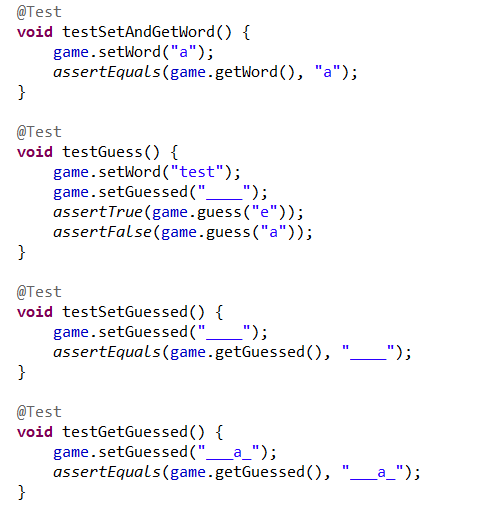 @Test
void testSetAndGetWord() {
    game.setWord("a");
    assertEquals(game.getWord(), "a");
}

@Test
void testGuess() {
    game.setWord("test");
    game.setGuessed("____");
    assertTrue(game.guess("e"));
    assertFalse(game.guess("a"));
}

@Test
void testSetGuessed() {
    game.setGuessed("____");
    assertEquals(game.getGuessed(), "____");
}

@Test
void testGetGuessed() {
    game.setGuessed("___a_");
    assertEquals(game.getGuessed(), "___a_");
}